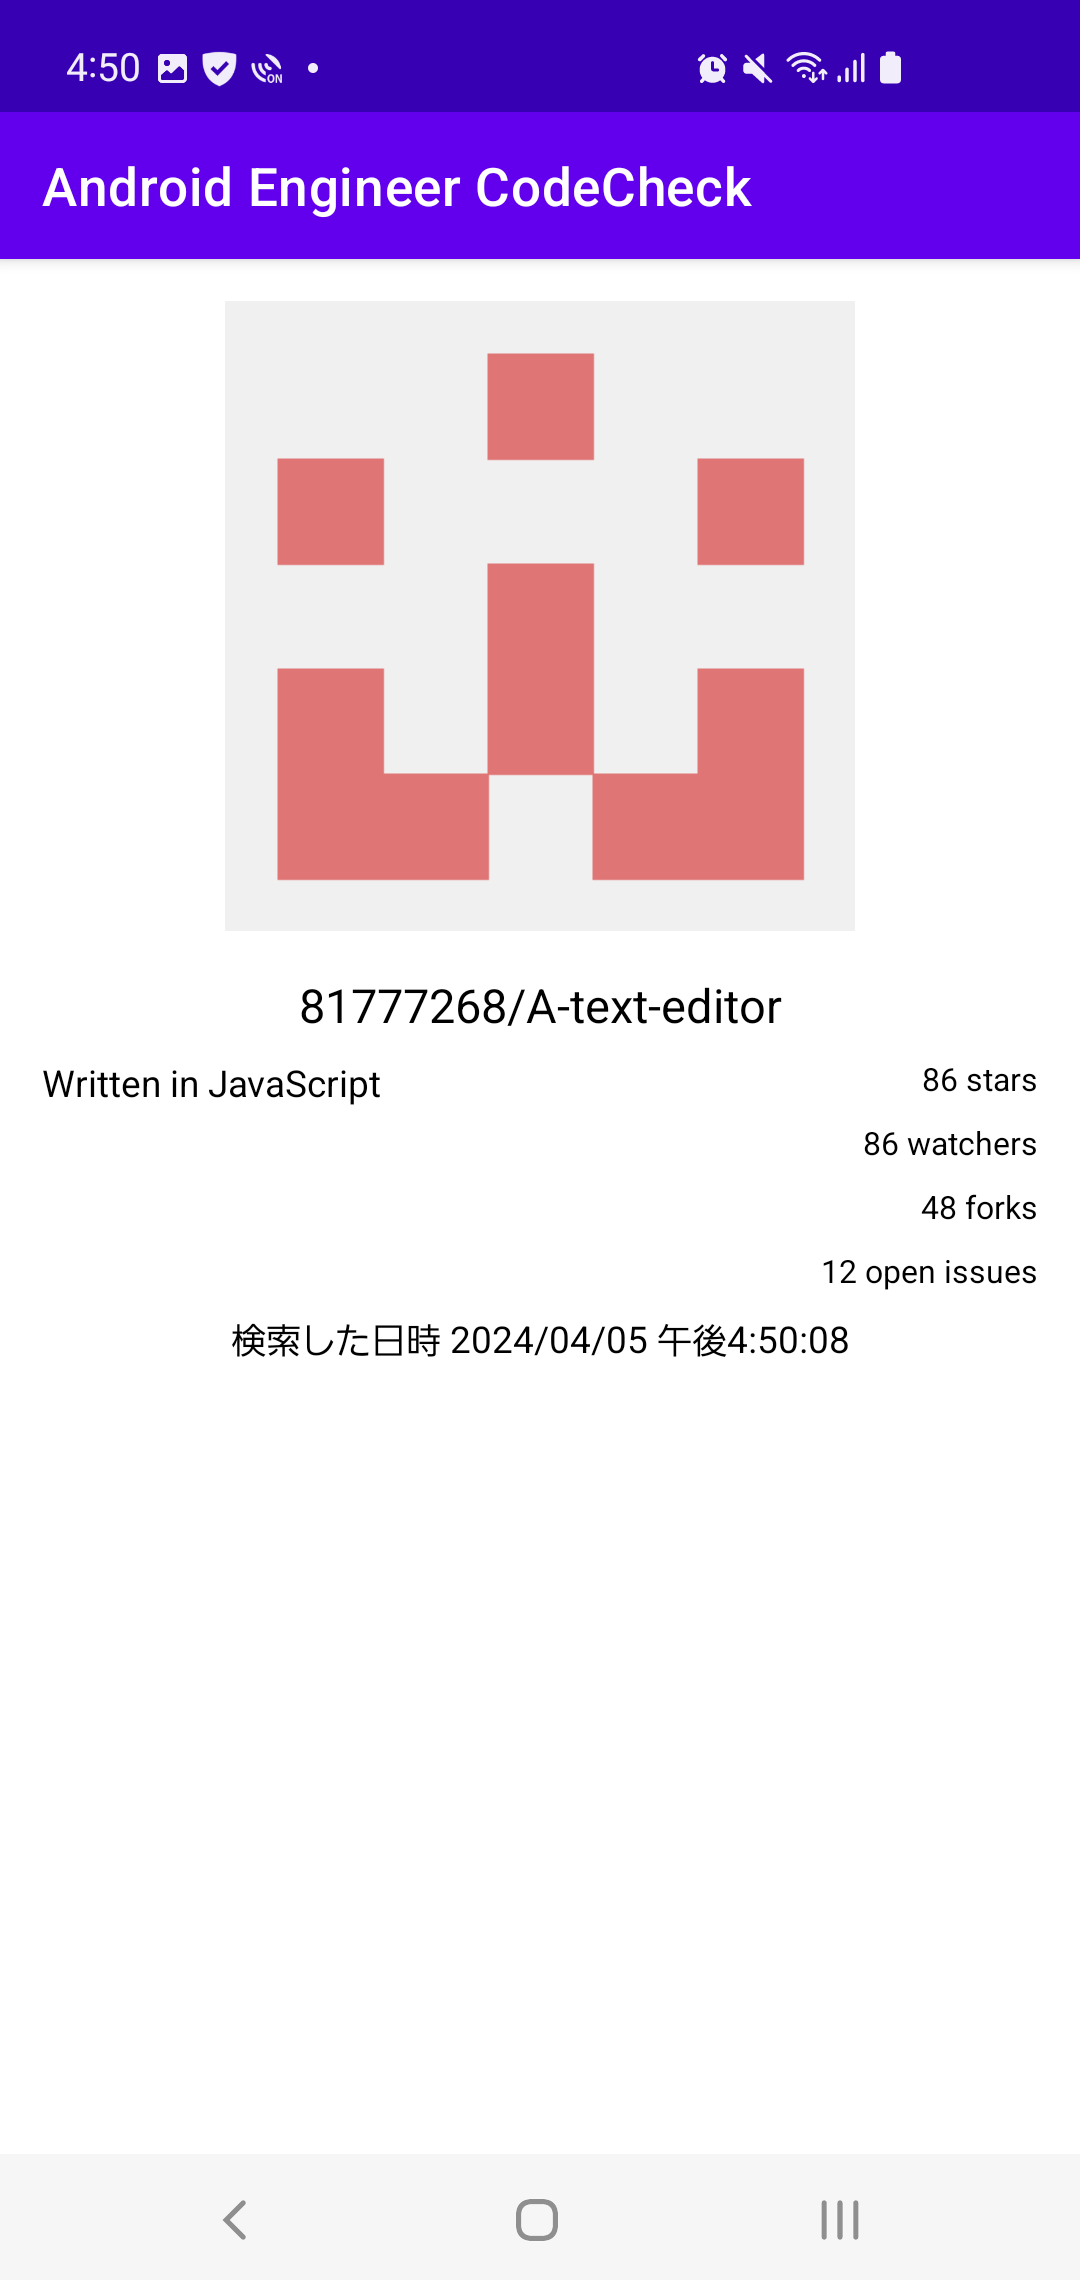 4:50
ON
Android Engineer CodeCheck
81777268/A-text-editor
Written in JavaScript
86 stars
86 watchers
48 forks
12 open issues
検索した日時 2024/04/05 午後4:50:08